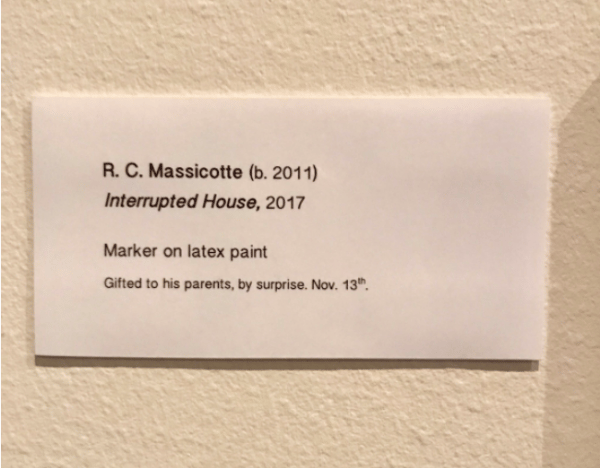 R. C. Massicotte (b. 2011)
Interrupted House, 2017
Marker on latex paint
Gifted to his parents, by surprise. Nov. 13th.